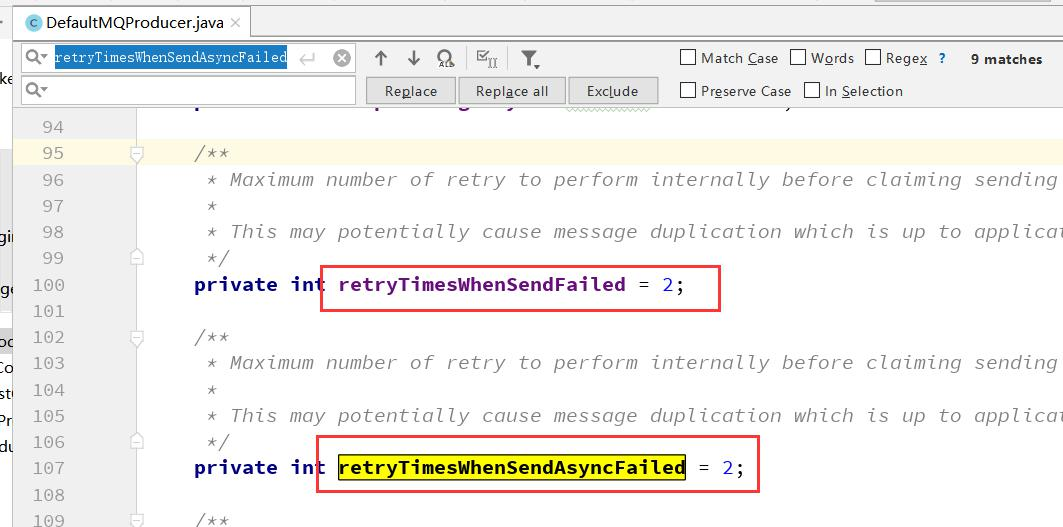 DefaultMQProducer.java
retryTimesWhenSendAsyncFailed
Match Case Words Regex ? 9 matches
Replace Replace all Exclude Preserve Case In Selection
94
95 /**
96 * Maximum number of retry to perform internally before claiming sending
97 *
98 * This may potentially cause message duplication which is up to applicat
99 */
100 private int retryTimesWhenSendFailed = 2;
101
102 /**
103 * Maximum number of retry to perform internally before claiming sending
104 *
105 * This may potentially cause message duplication which is up to applicat
106 */
107 private int retryTimesWhenSendAsyncFailed = 2;
108
109 /**